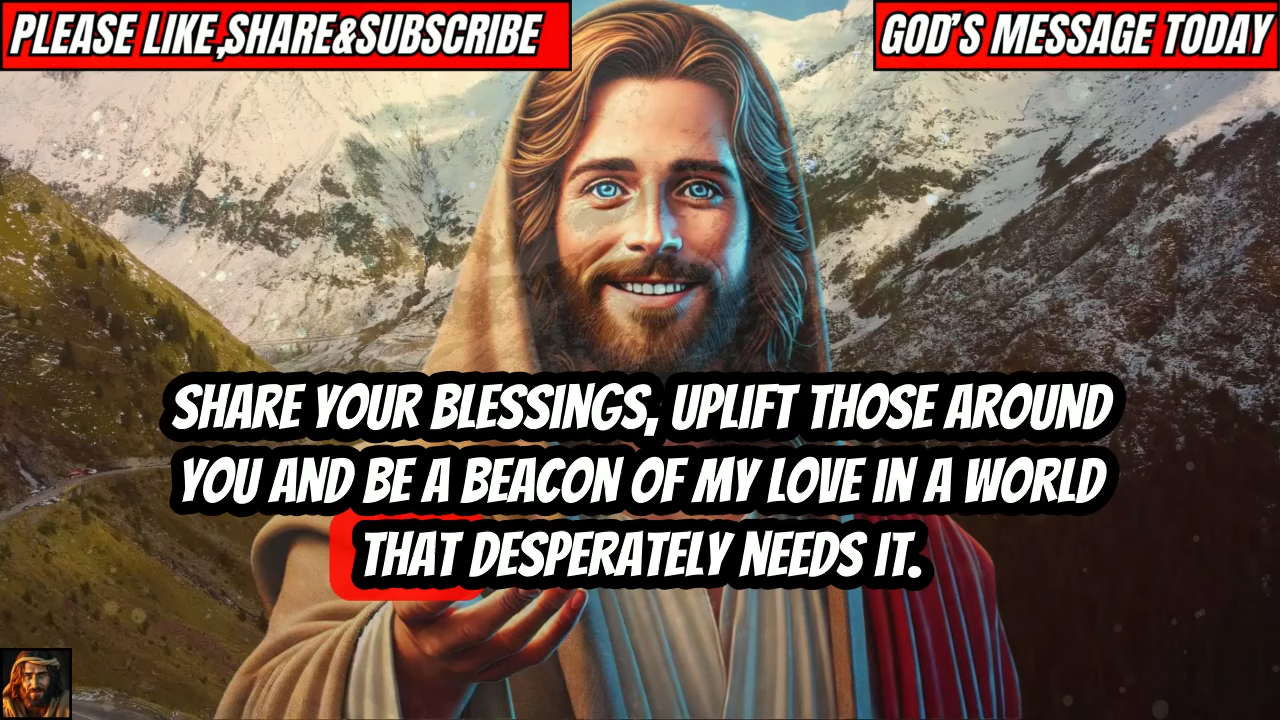 PLEASE LIKE,SHARE&SUBSCRIBE
GOD'S MESSAGE TODAY
SHARE YOUR BLESSINGS, UPLIFT THOSE AROUND
YOU AND BE A BEACON OF MY LOVE IN A WORLD
THAT DESPERATELY NEEDS IT.